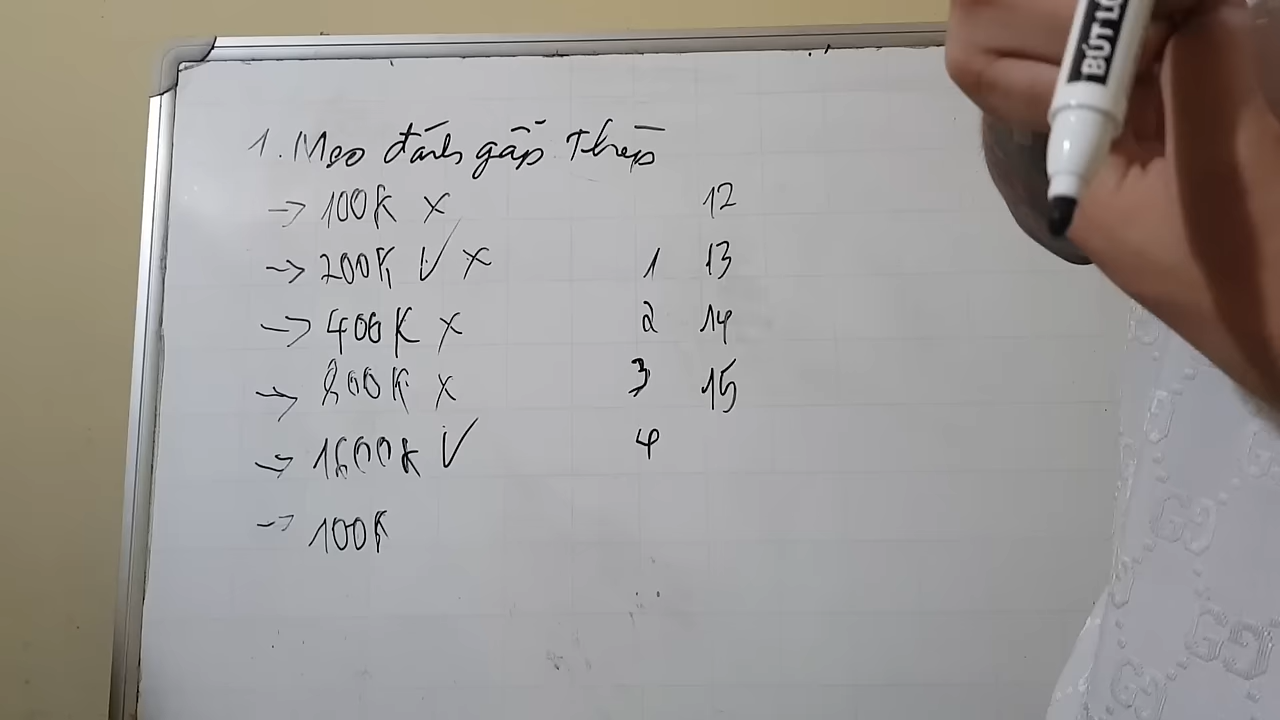 1. Mẹo đánh gấp thếp
→ 100K x
→ 200K V x
→ 400K x
→ 800K x
→ 1600K V
→ 100K
12
1 13
2 14
3 15
4
BÚT LÔ